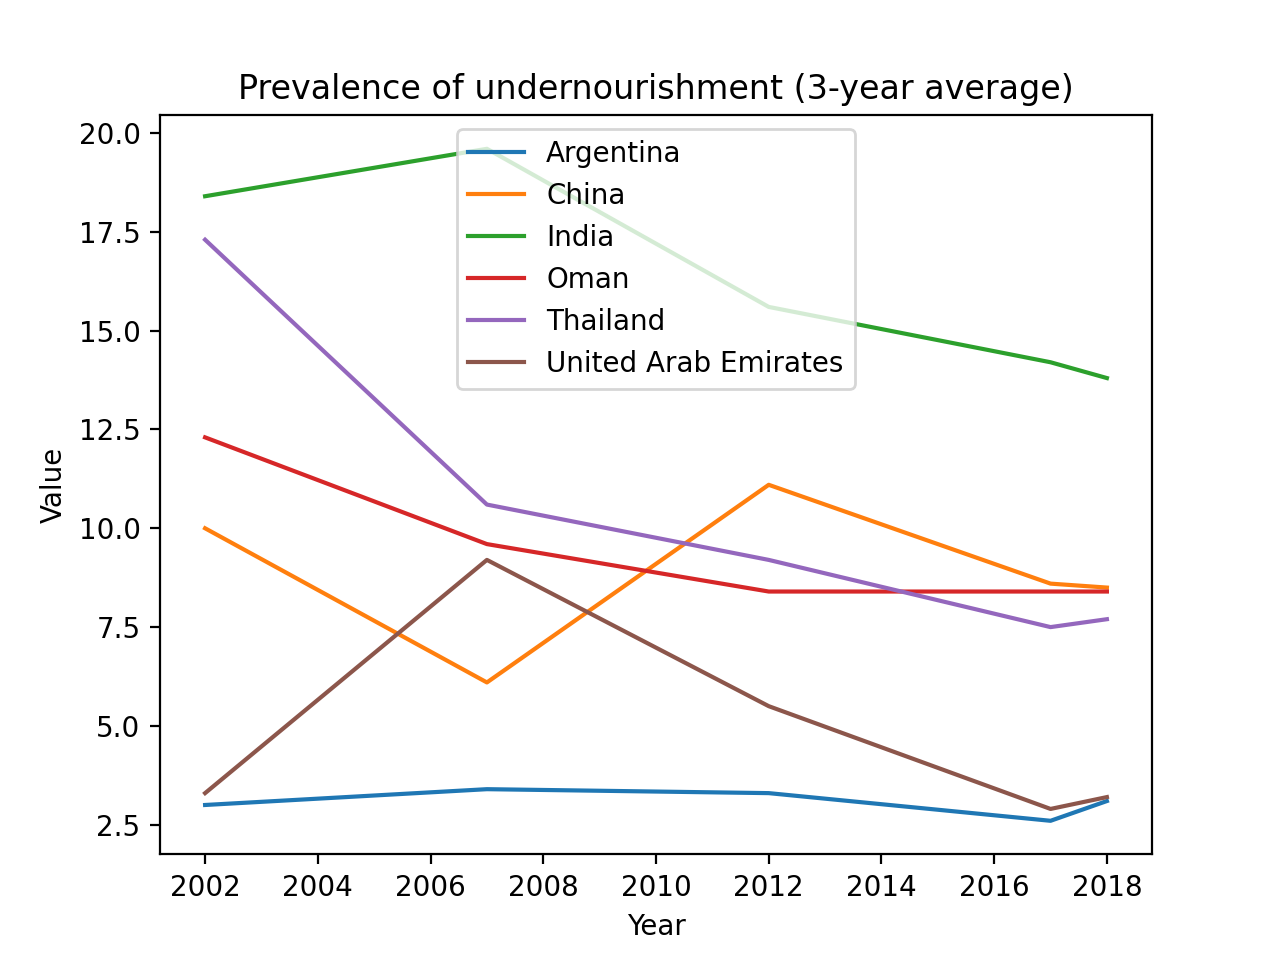 Prevalence of undernourishment (3-year average)
20.0
17.5
15.0
12.5
10.0
7.5
5.0
2.5
Value
Argentina
China
India
Oman
Thailand
United Arab Emirates
2002 2004 2006 2008 2010 2012 2014 2016 2018
Year